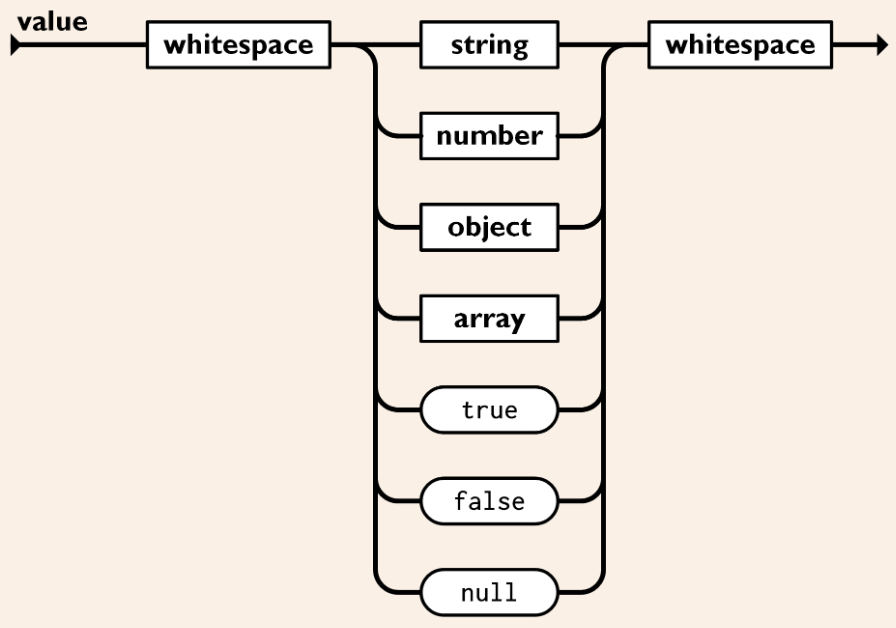 value
whitespace
string
whitespace
number
object
array
true
false
null